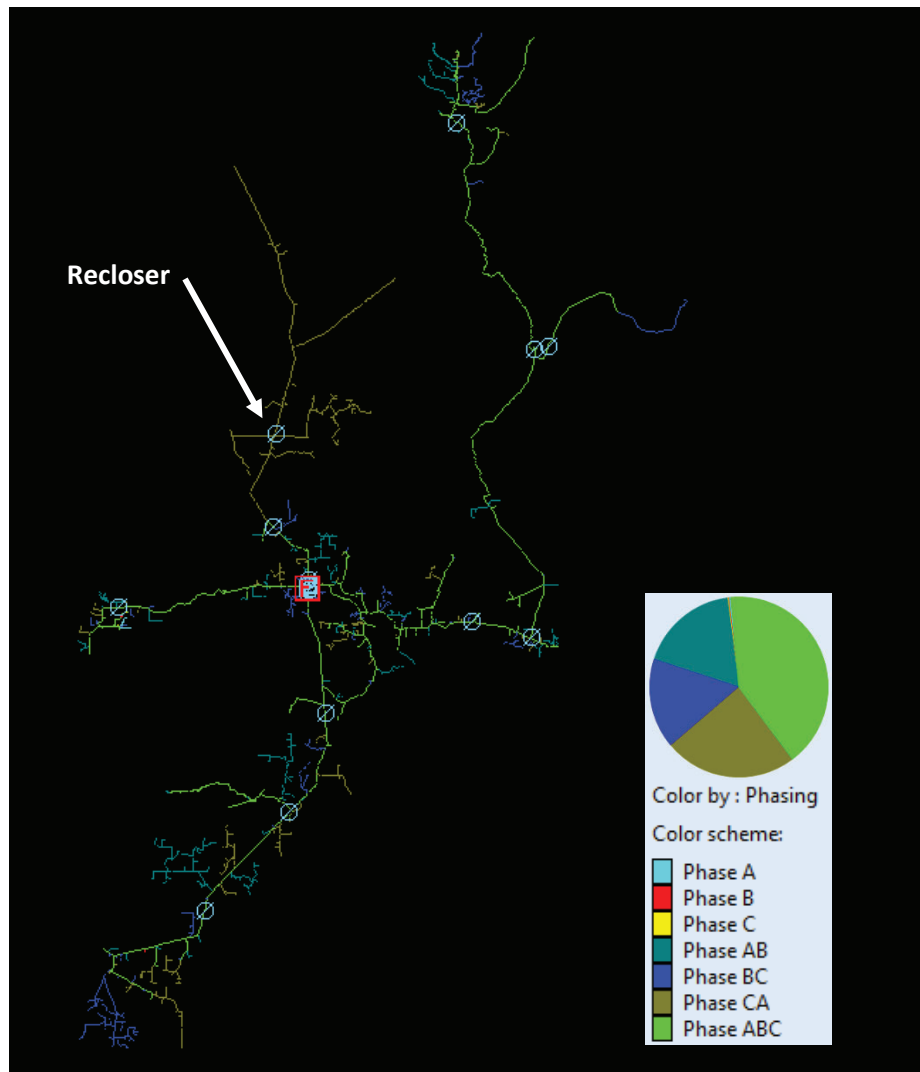 Recloser
Color by : Phasing
Color scheme:
Phase A
Phase B
Phase C
Phase AB
Phase BC
Phase CA
Phase ABC